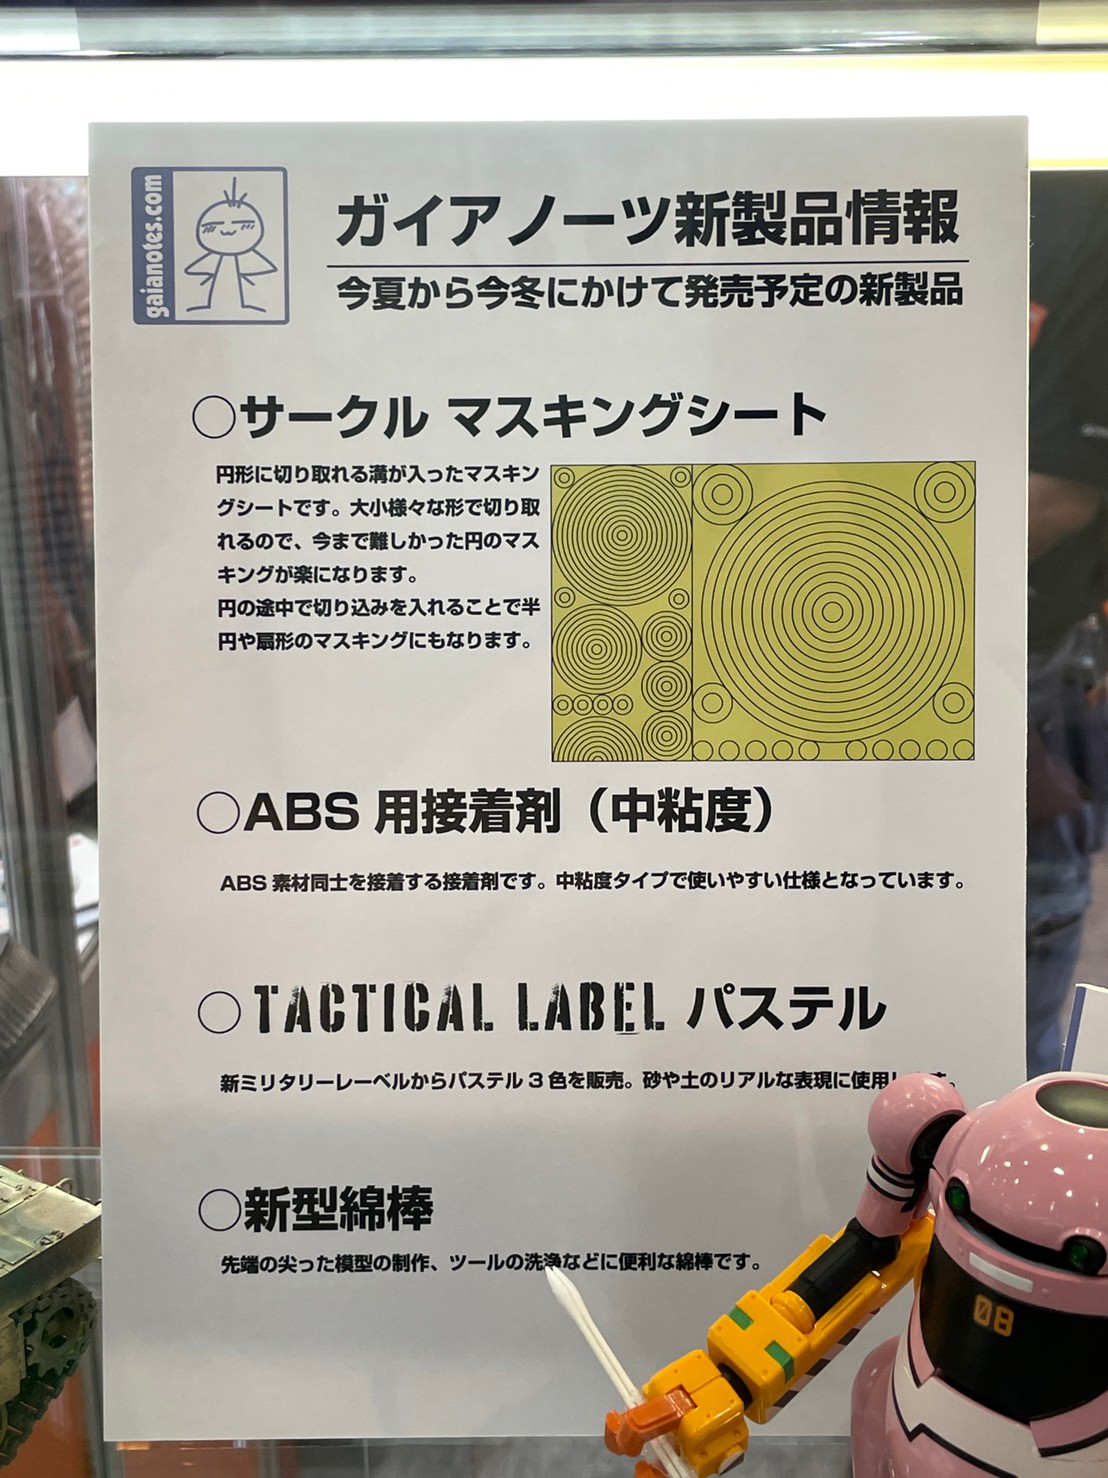 gaianotes.com
ガイアノーツ新製品情報
今夏から今冬にかけて発売予定の新製品
○サークル マスキングシート
円形に切り取れる溝が入ったマスキン
グシートです。大小様々な形で切り取
れるので、今まで難しかった円のマス
キングが楽になります。
円の途中で切り込みを入れることで半
円や扇形のマスキングにもなります。
○ABS 用接着剤（中粘度）
ABS 素材同士を接着する接着剤です。中粘度タイプで使いやすい仕様となっています。
○TACTICAL LABEL パステル
新ミリタリーレーベルからパステル 3 色を販売。砂や土のリアルな表現に使用します。
○新型綿棒
先端の尖った模型の制作、ツールの洗浄などに便利な綿棒です。
08